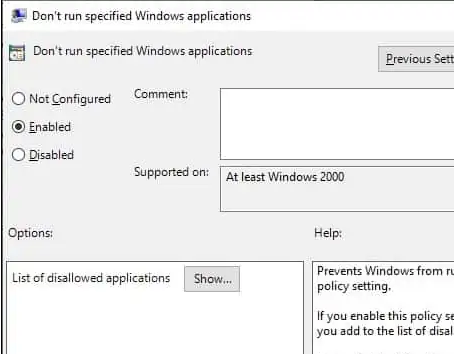 Don't run specified Windows applications
Don't run specified Windows applications
Previous Sett
Not Configured
Comment:
Enabled
Disabled
Supported on:
At least Windows 2000
Options:
Help:
List of disallowed applications
Show...
Prevents Windows from ru
policy setting.
If you enable this policy se
you add to the list of disal